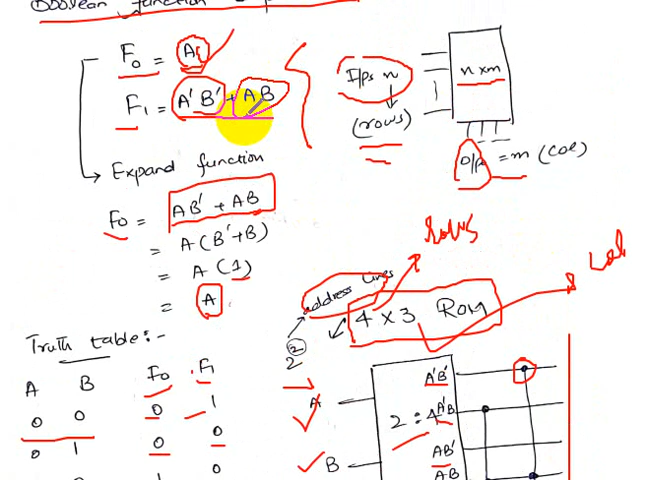 Boolean function
F₀ = A
F₁ = A'B' + AB
→ Expand function
F₀ = AB' + AB
= A(B'+B)
= A(1)
= A
I/ps n
(rows)
n x m
O/p = m (col)
rows
Col
address lines
4 x 3 ROM
2²
Truth table:-
A B F₀ F₁
0 0 0 1
0 1 0 0
1 0
A
B
2:4
A'B'
A'B
AB'
AB